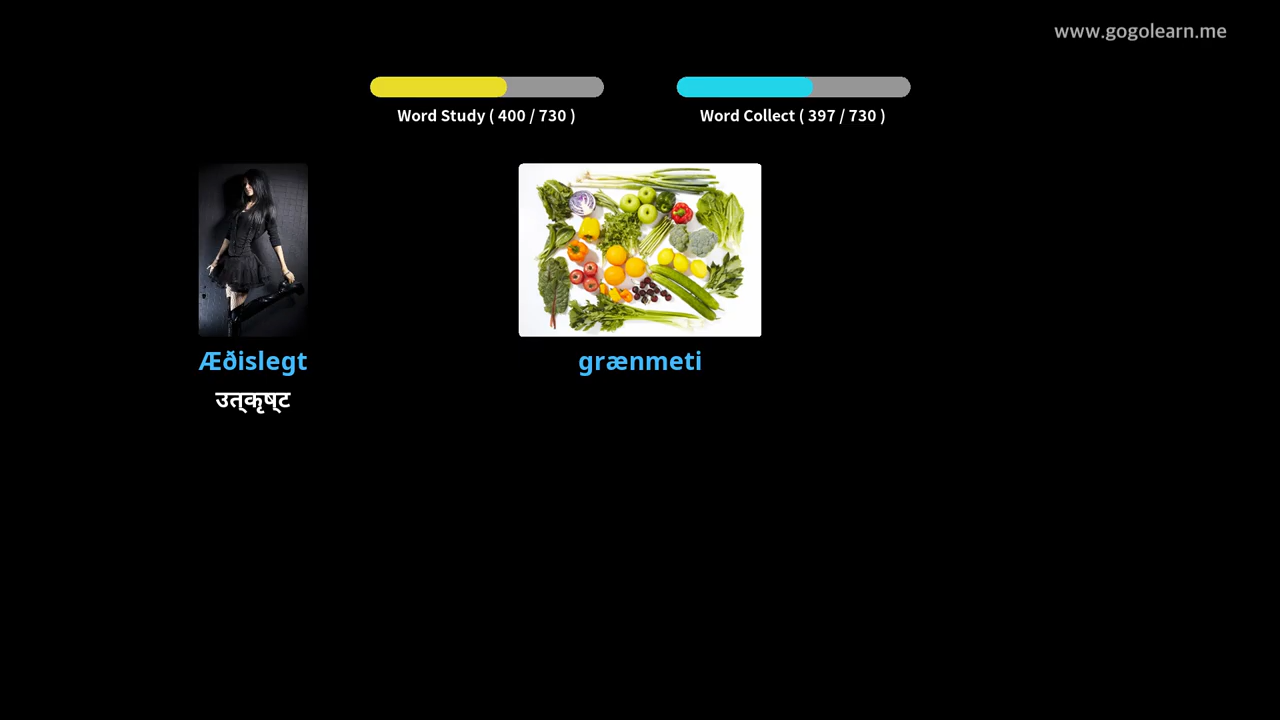 www.gogolearn.me
Word Study ( 400 / 730 )
Word Collect ( 397 / 730 )
Æðislegt
grænmeti
उत्कृष्ट